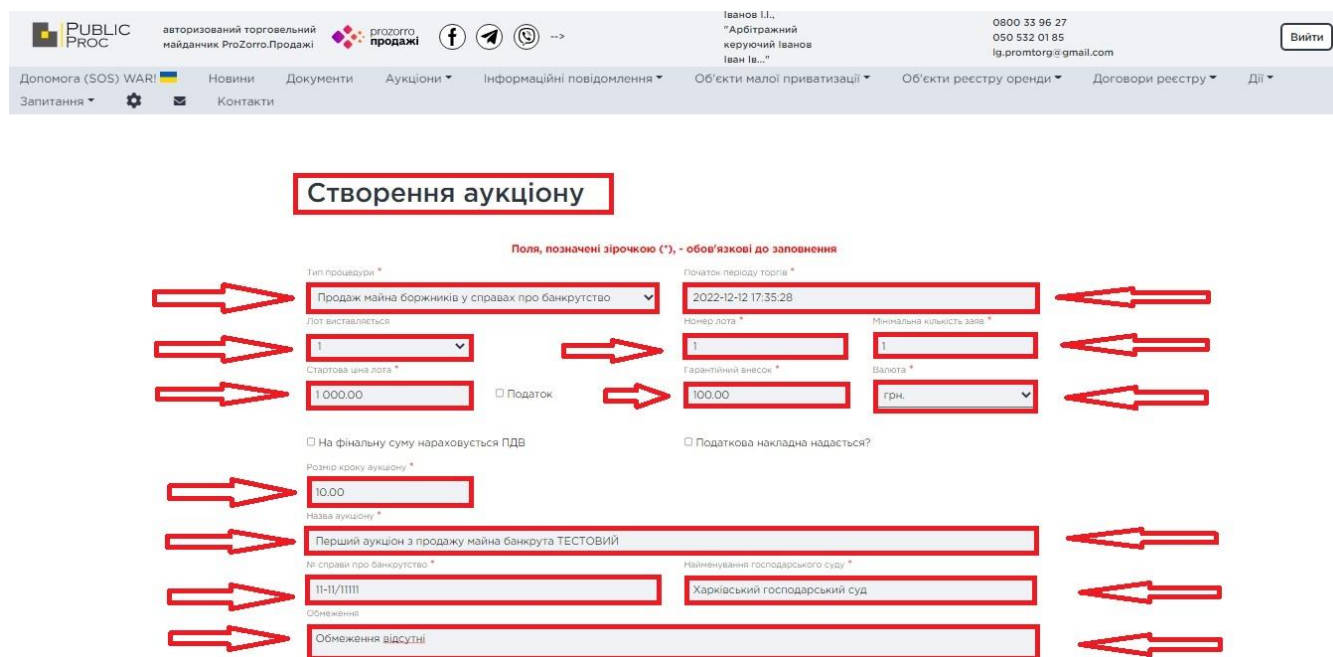 PUBLIC PROC
авторизований торговельний майданчик ProZorro.Продажі
prozorro продажі
-->
Іванов І.І.,
"Арбітражний
керуючий Іванов
Іван Ів..."
0800 33 96 27
050 532 01 85
lg.promtorg@gmail.com
Вийти
Допомога (SOS) WAR! Новини Документи Аукціони Інформаційні повідомлення Об'єкти малої приватизації Об'єкти реєстру оренди Договори реєстру Дії
Запитання Контакти
Створення аукціону
Поля, позначені зірочкою (*), - обов'язкові до заповнення
Тип процедури * Початок періоду торгів *
Продаж майна боржників у справах про банкрутство 2022-12-12 17:35:28
Лот виставляється Номер лота * Мінімальна кількість заяв *
1 1 1
Стартова ціна лота * Гарантійний внесок * Валюта *
1 000.00 Податок 100.00 грн.
На фінальну суму нараховується ПДВ Податкова накладна надається?
Розмір кроку аукціону *
10.00
Назва аукціону *
Перший аукціон з продажу майна банкрута ТЕСТОВИЙ
№ справи про банкрутство * Найменування господарського суду *
11-11/11111 Харківський господарський суд
Обмеження
Обмеження відсутні